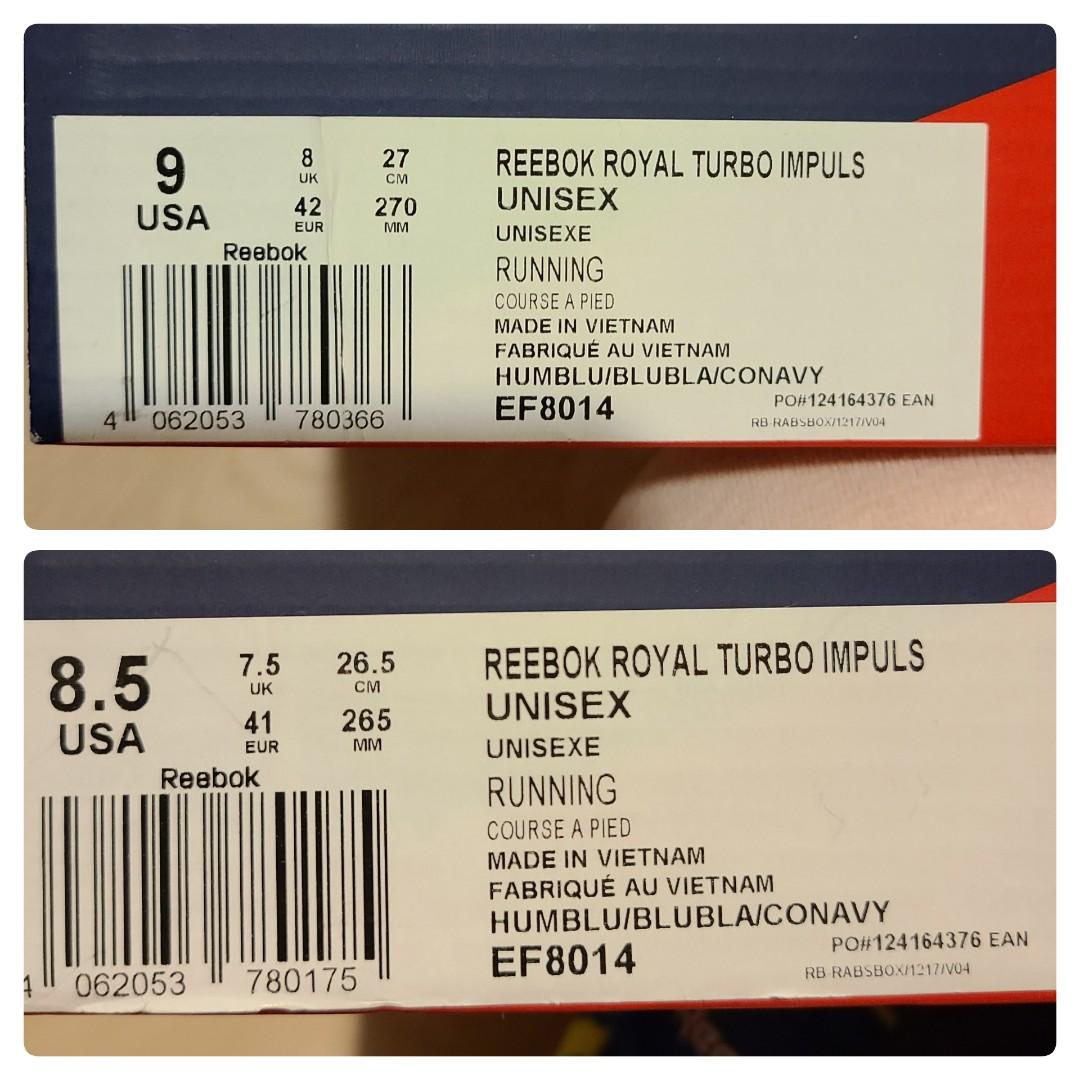 9
USA
8
UK
27
CM
42
EUR
270
MM
Reebok
4 062053 780366
REEBOK ROYAL TURBO IMPULS
UNISEX
UNISEXE
RUNNING
COURSE A PIED
MADE IN VIETNAM
FABRIQUÉ AU VIETNAM
HUMBLU/BLUBLA/CONAVY
EF8014
PO#124164376 EAN
RB-RABSBOX/1217/V04
8.5
USA
7.5
UK
26.5
CM
41
EUR
265
MM
Reebok
4 062053 780175
REEBOK ROYAL TURBO IMPULS
UNISEX
UNISEXE
RUNNING
COURSE A PIED
MADE IN VIETNAM
FABRIQUÉ AU VIETNAM
HUMBLU/BLUBLA/CONAVY
EF8014
PO#124164376 EAN
RB-RABSBOX/1217/V04